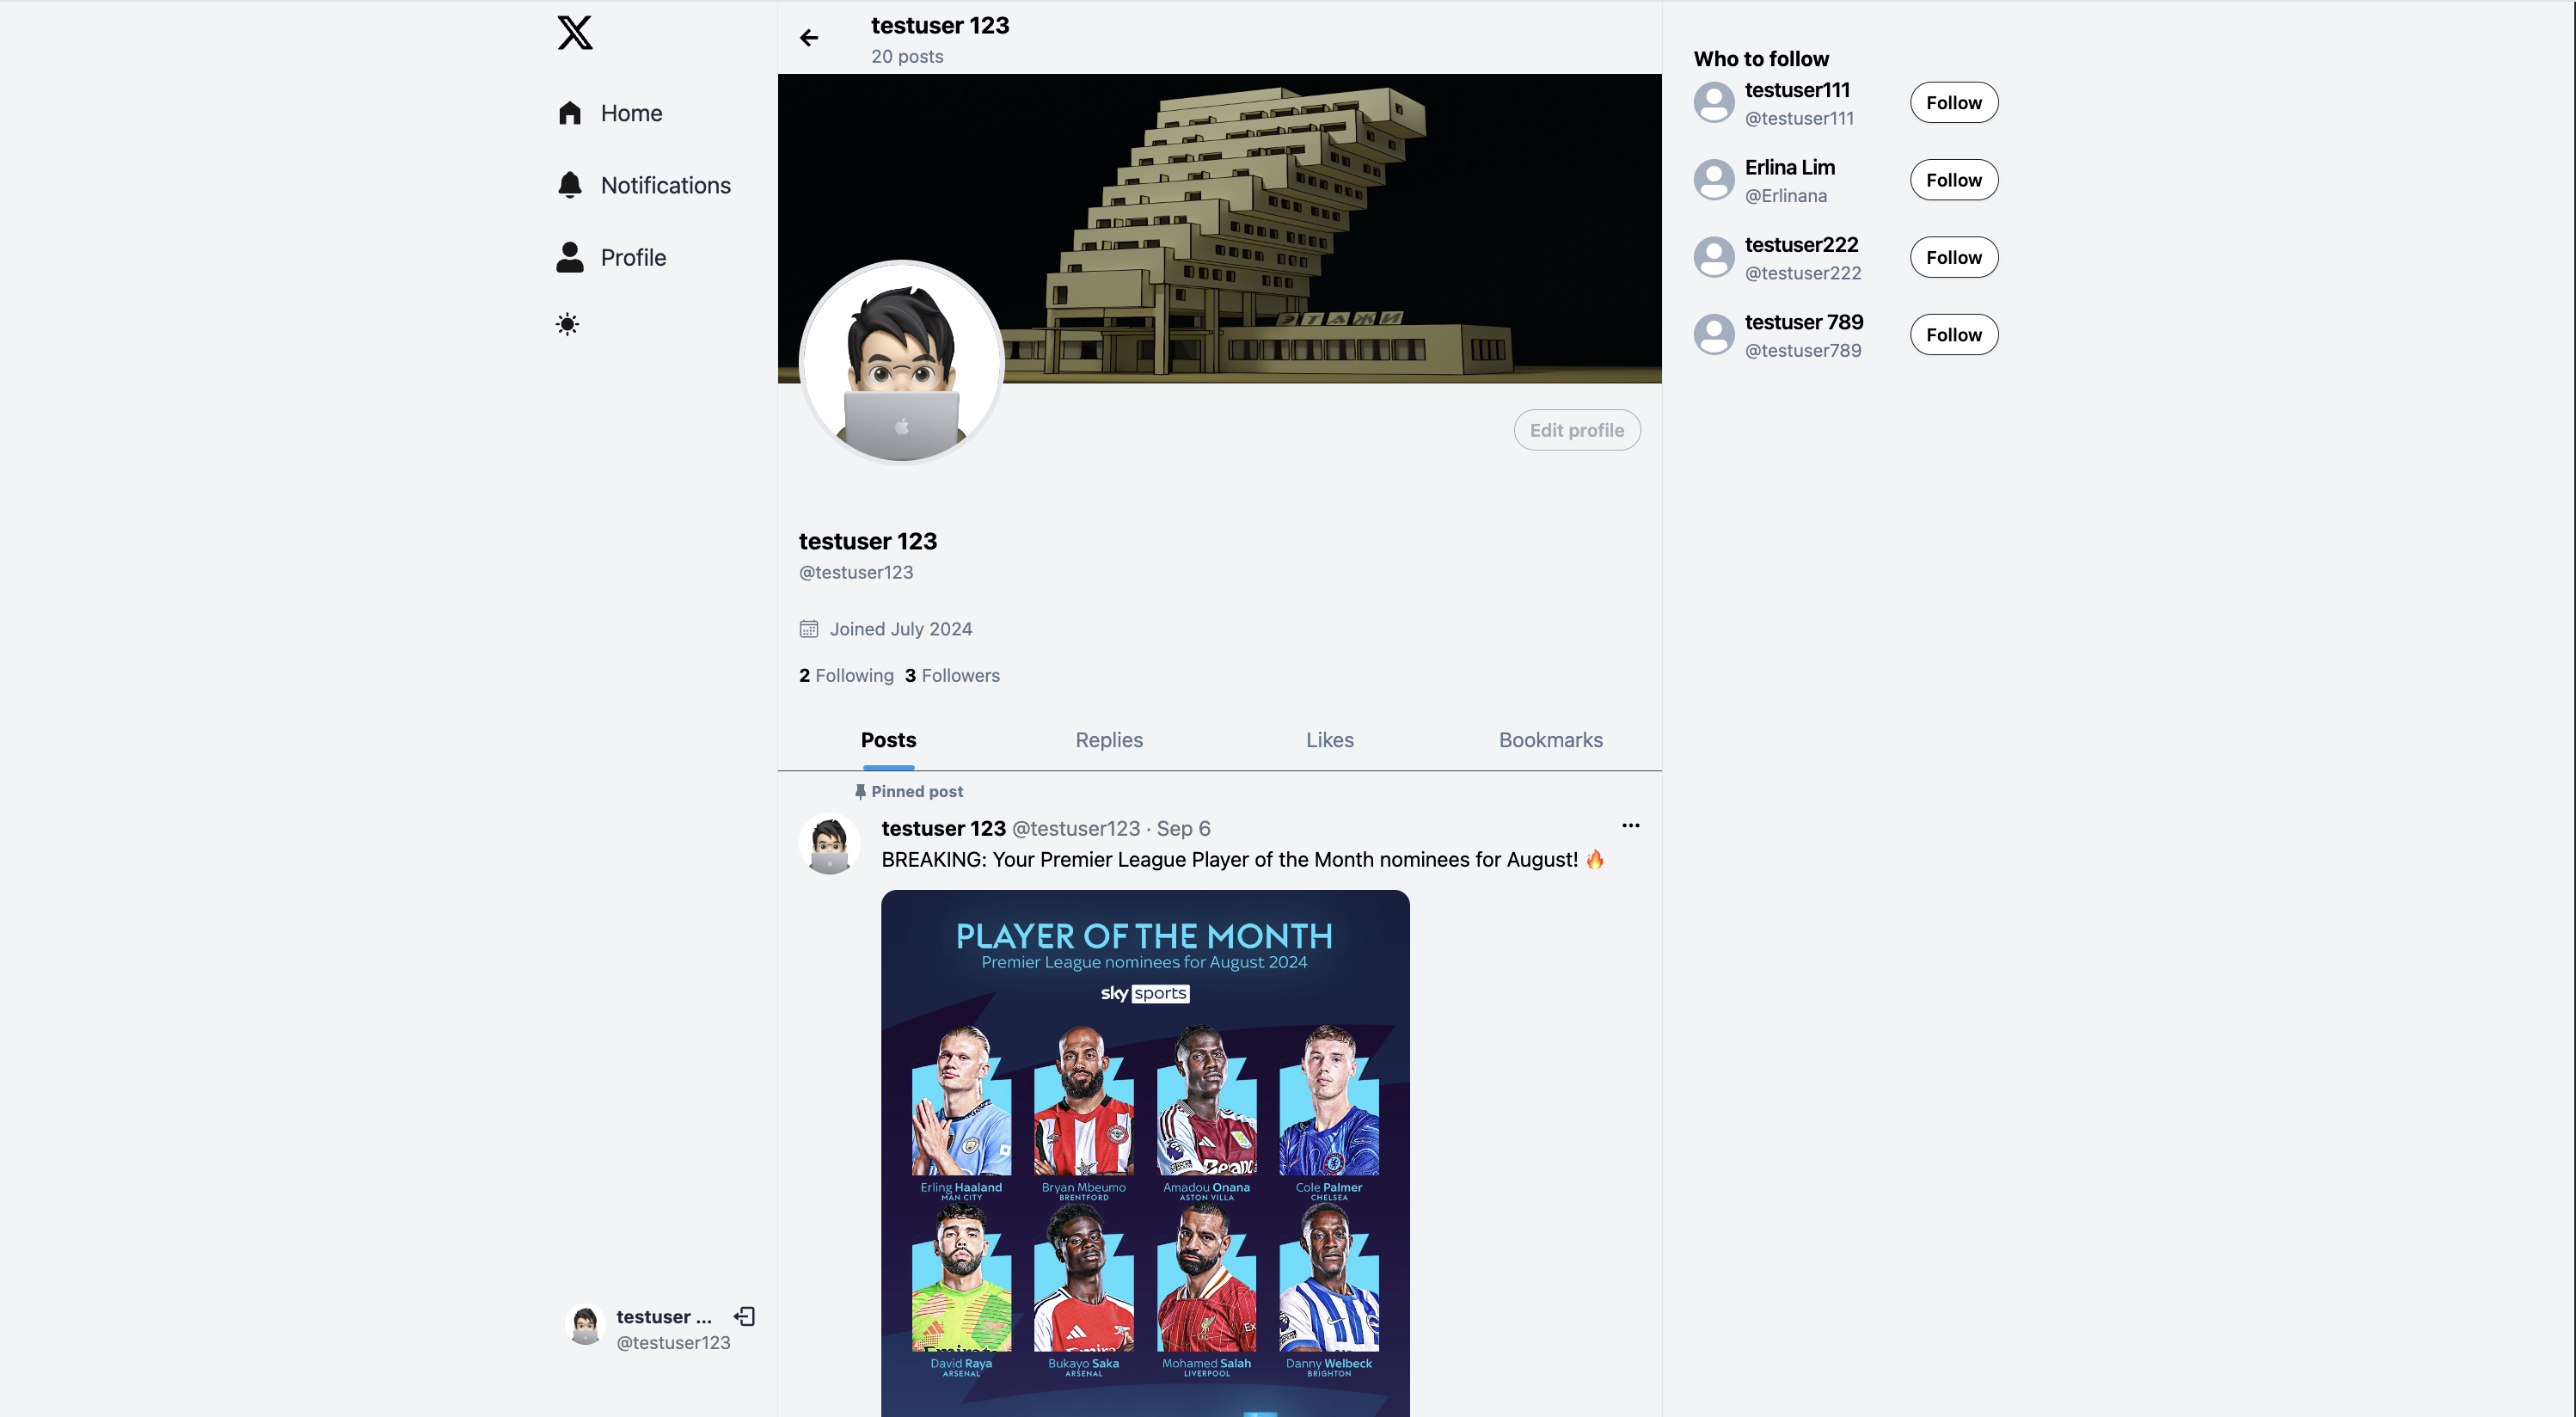 testuser 123
20 posts
Home
Notifications
Profile
ЭТАЖИ
Edit profile
testuser 123
@testuser123
Joined July 2024
2 Following 3 Followers
Posts
Replies
Likes
Bookmarks
Pinned post
testuser 123 @testuser123 · Sep 6
BREAKING: Your Premier League Player of the Month nominees for August! 🔥
PLAYER OF THE MONTH
Premier League nominees for August 2024
sky sports
Erling Haaland
MAN CITY
Bryan Mbeumo
BRENTFORD
Amadou Onana
ASTON VILLA
Cole Palmer
CHELSEA
David Raya
ARSENAL
Bukayo Saka
ARSENAL
Mohamed Salah
LIVERPOOL
Danny Welbeck
BRIGHTON
testuser ...
@testuser123
Who to follow
testuser111
@testuser111
Follow
Erlina Lim
@Erlinana
Follow
testuser222
@testuser222
Follow
testuser 789
@testuser789
Follow